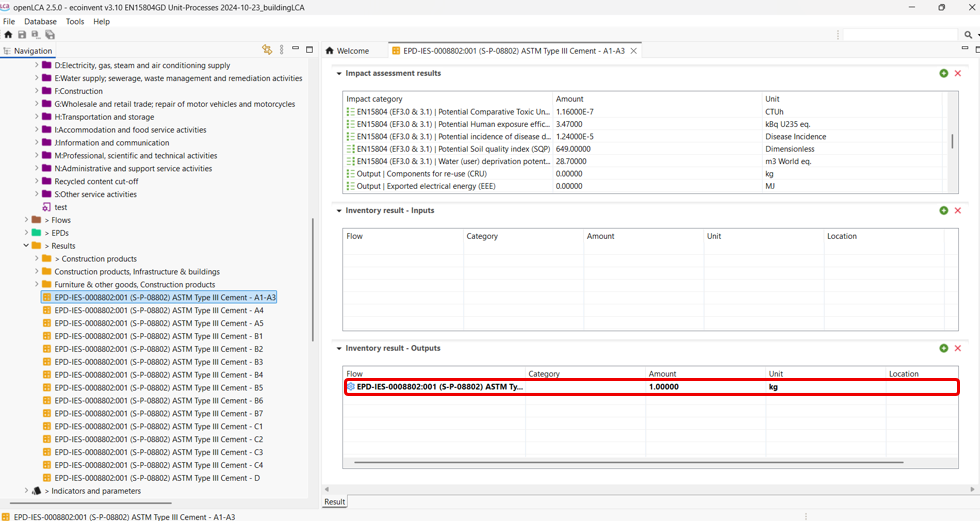 openLCA 2.5.0 - ecoinvent v3.10 EN15804GD Unit-Processes 2024-10-23_buildingLCA
File Database Tools Help
Navigation
D:Electricity, gas, steam and air conditioning supply
E:Water supply; sewerage, waste management and remediation activities
F:Construction
G:Wholesale and retail trade; repair of motor vehicles and motorcycles
H:Transportation and storage
I:Accommodation and food service activities
J:Information and communication
M:Professional, scientific and technical activities
N:Administrative and support service activities
Recycled content cut-off
S:Other service activities
test
> Flows
> EPDs
> Results
> Construction products
Construction products, Infrastructure & buildings
Furniture & other goods, Construction products
EPD-IES-0008802:001 (S-P-08802) ASTM Type III Cement - A1-A3
EPD-IES-0008802:001 (S-P-08802) ASTM Type III Cement - A4
EPD-IES-0008802:001 (S-P-08802) ASTM Type III Cement - A5
EPD-IES-0008802:001 (S-P-08802) ASTM Type III Cement - B1
EPD-IES-0008802:001 (S-P-08802) ASTM Type III Cement - B2
EPD-IES-0008802:001 (S-P-08802) ASTM Type III Cement - B3
EPD-IES-0008802:001 (S-P-08802) ASTM Type III Cement - B4
EPD-IES-0008802:001 (S-P-08802) ASTM Type III Cement - B5
EPD-IES-0008802:001 (S-P-08802) ASTM Type III Cement - B6
EPD-IES-0008802:001 (S-P-08802) ASTM Type III Cement - B7
EPD-IES-0008802:001 (S-P-08802) ASTM Type III Cement - C1
EPD-IES-0008802:001 (S-P-08802) ASTM Type III Cement - C2
EPD-IES-0008802:001 (S-P-08802) ASTM Type III Cement - C3
EPD-IES-0008802:001 (S-P-08802) ASTM Type III Cement - C4
EPD-IES-0008802:001 (S-P-08802) ASTM Type III Cement - D
> Indicators and parameters
Welcome EPD-IES-0008802:001 (S-P-08802) ASTM Type III Cement - A1-A3
Impact assessment results
Impact category Amount Unit
EN15804 (EF3.0 & 3.1) | Potential Comparative Toxic Un... 1.16000E-7 CTUh
EN15804 (EF3.0 & 3.1) | Potential Human exposure effic... 3.47000 kBq U235 eq.
EN15804 (EF3.0 & 3.1) | Potential incidence of disease d... 1.24000E-5 Disease Incidence
EN15804 (EF3.0 & 3.1) | Potential Soil quality index (SQP) 649.00000 Dimensionless
EN15804 (EF3.0 & 3.1) | Water (user) deprivation potent... 28.70000 m3 World eq.
Output | Components for re-use (CRU) 0.00000 kg
Output | Exported electrical energy (EEE) 0.00000 MJ
Inventory result - Inputs
Flow Category Amount Unit Location
Inventory result - Outputs
Flow Category Amount Unit Location
EPD-IES-0008802:001 (S-P-08802) ASTM Ty... 1.00000 kg
Result
EPD-IES-0008802:001 (S-P-08802) ASTM Type III Cement - A1-A3